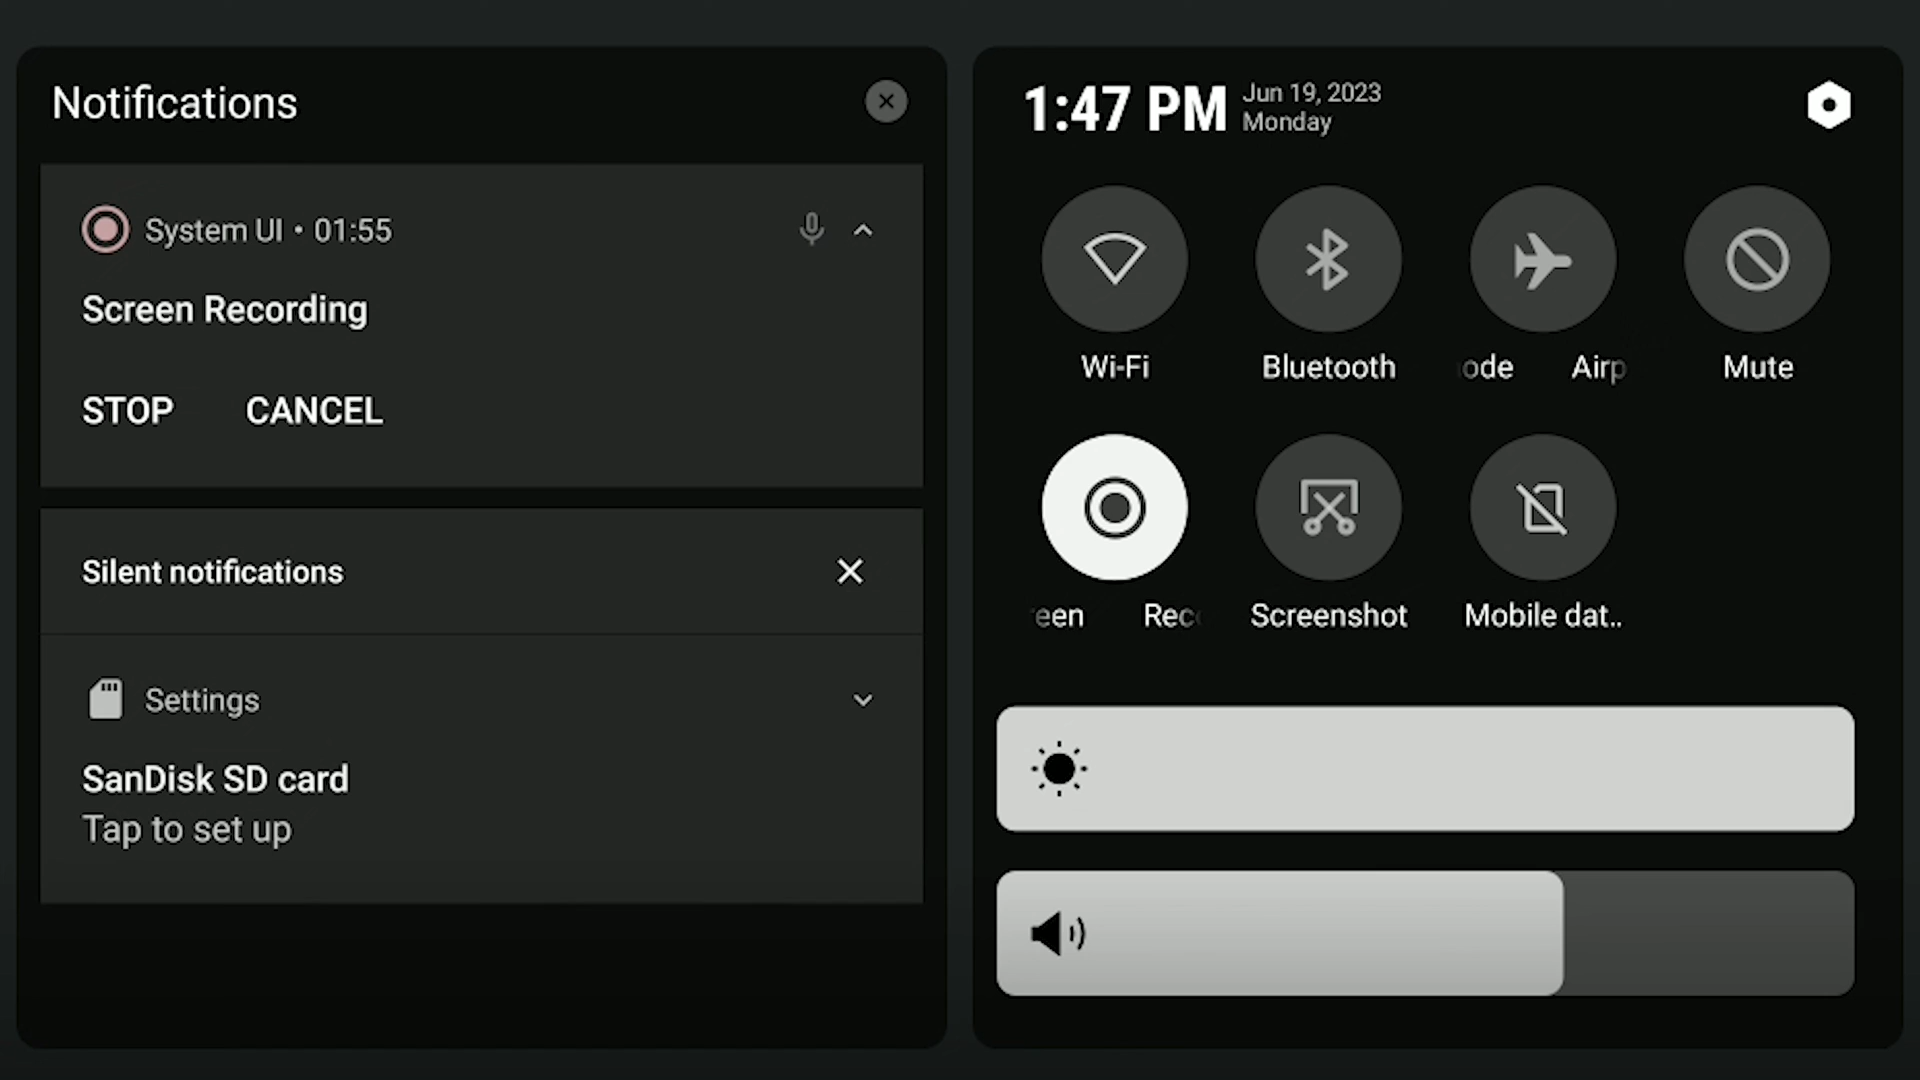 Notifications
System UI • 01:55
Screen Recording
STOP CANCEL
Silent notifications
Settings
SanDisk SD card
Tap to set up
1:47 PM
Jun 19, 2023
Monday
Wi-Fi
Bluetooth
ode Airp
Mute
een Rec
Screenshot
Mobile dat..